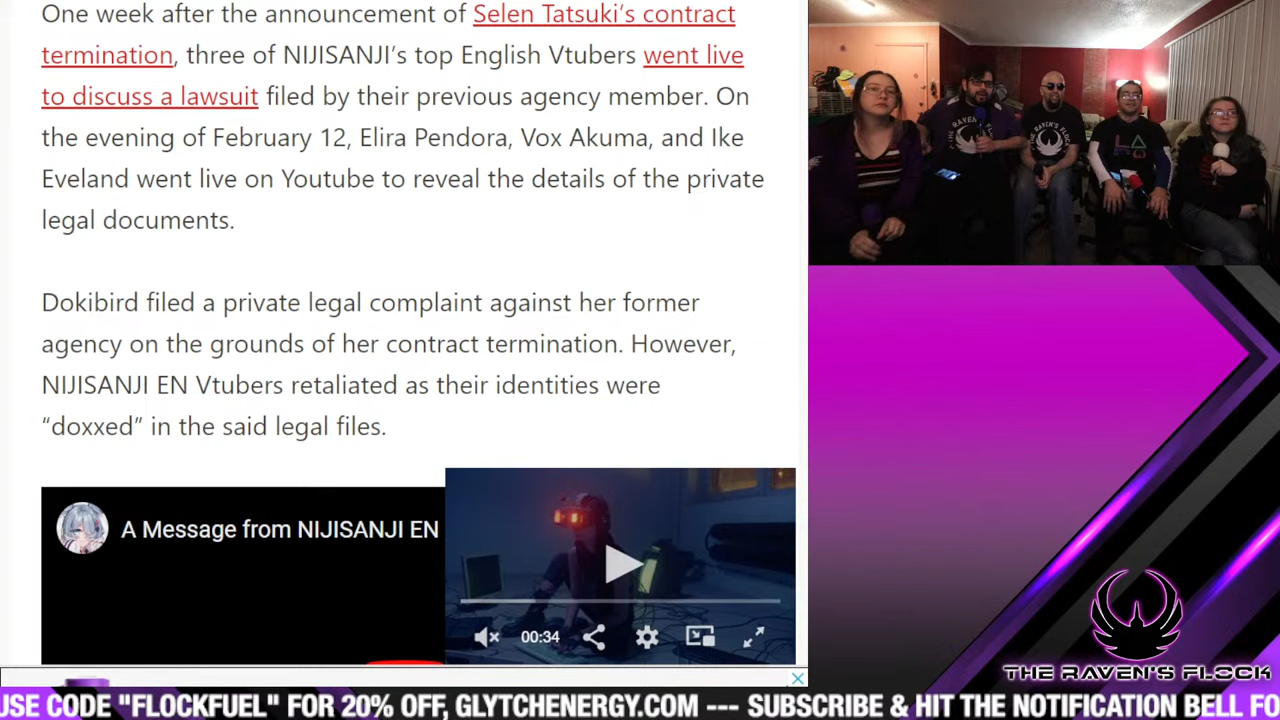 One week after the announcement of Selen Tatsuki's contract
termination, three of NIJISANJI's top English Vtubers went live
to discuss a lawsuit filed by their previous agency member. On
the evening of February 12, Elira Pendora, Vox Akuma, and Ike
Eveland went live on Youtube to reveal the details of the private
legal documents.
Dokibird filed a private legal complaint against her former
agency on the grounds of her contract termination. However,
NIJISANJI EN Vtubers retaliated as their identities were
“doxxed” in the said legal files.
A Message from NIJISANJI EN
00:34
THE RAVEN'S FLOCK
USE CODE "FLOCKFUEL" FOR 20% OFF, GLYTCHENERGY.COM --- SUBSCRIBE & HIT THE NOTIFICATION BELL FO